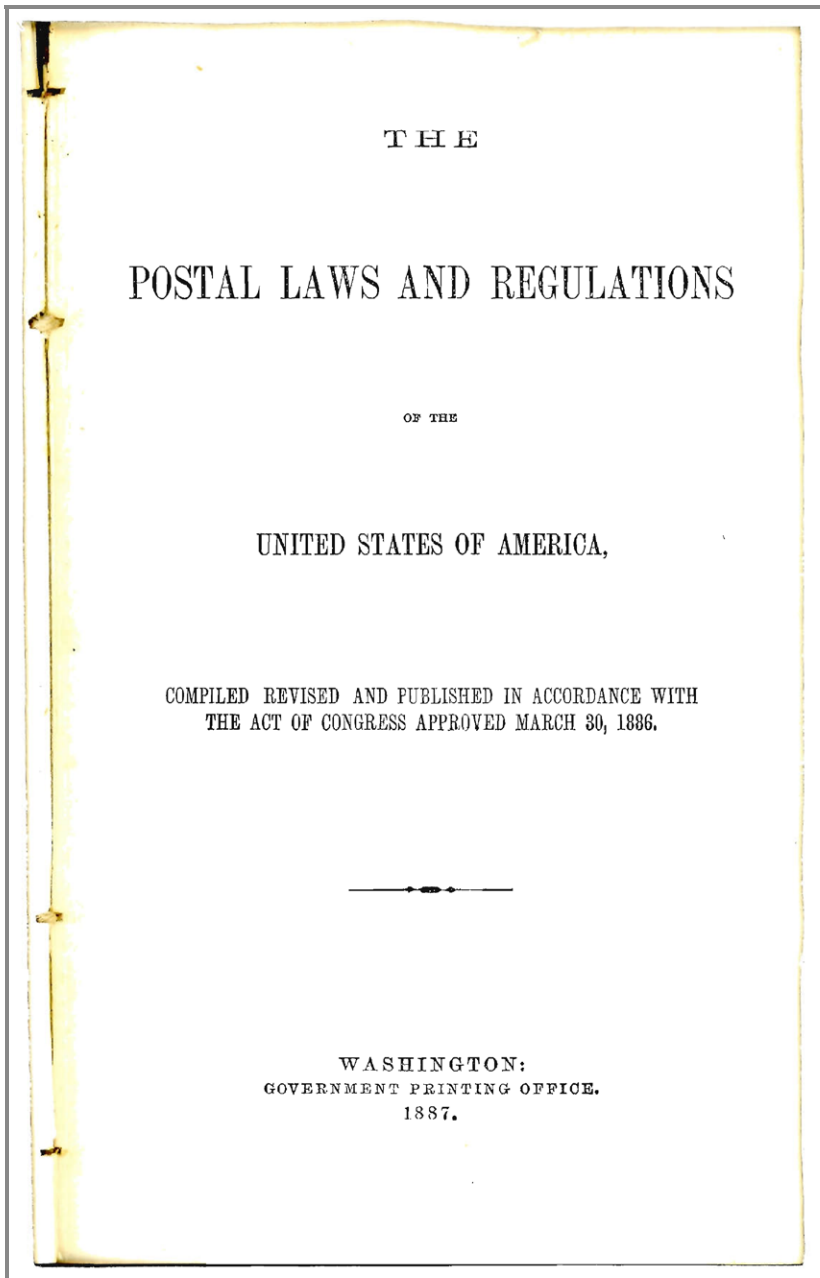 THE
POSTAL LAWS AND REGULATIONS
OF THE
UNITED STATES OF AMERICA,
COMPILED REVISED AND PUBLISHED IN ACCORDANCE WITH
THE ACT OF CONGRESS APPROVED MARCH 30, 1886.
WASHINGTON:
GOVERNMENT PRINTING OFFICE.
1887.